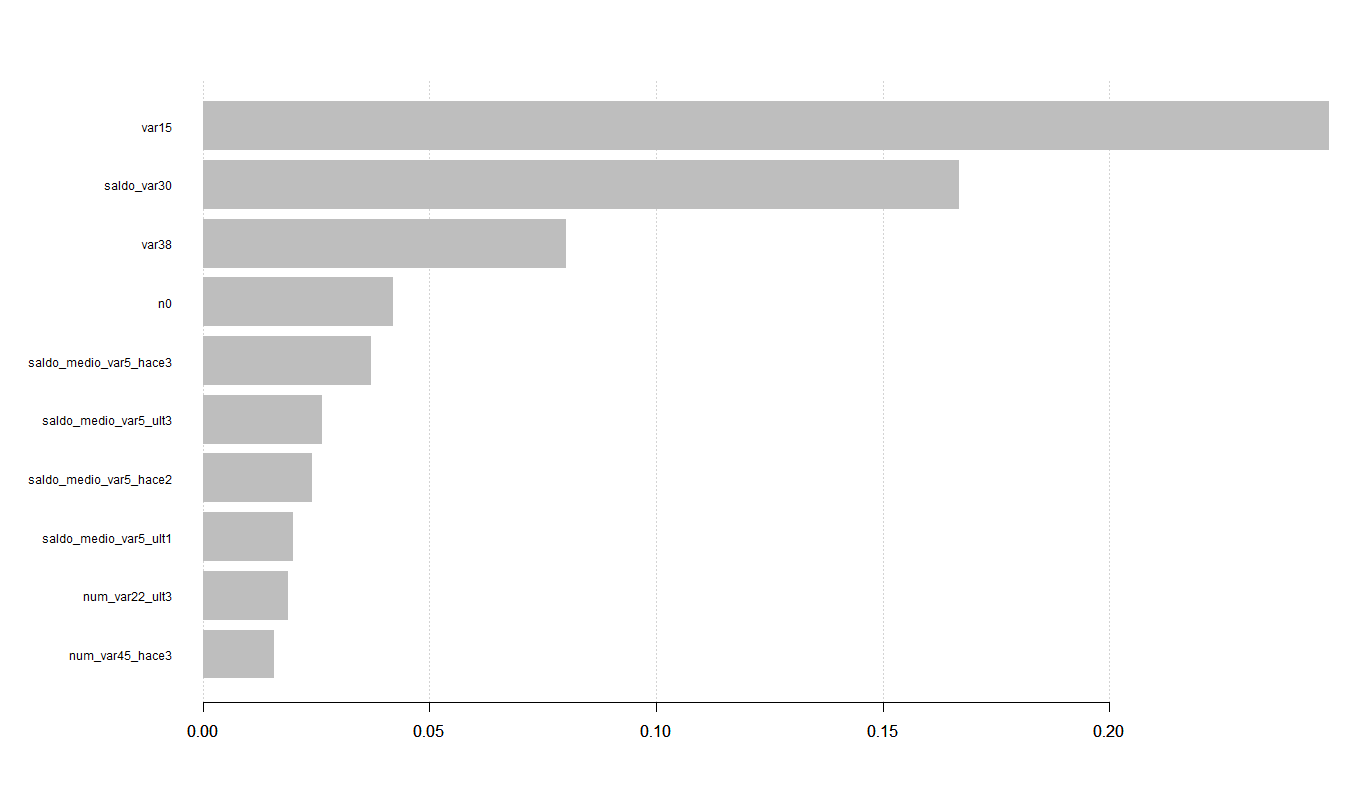 var15
saldo_var30
var38
n0
saldo_medio_var5_hace3
saldo_medio_var5_ult3
saldo_medio_var5_hace2
saldo_medio_var5_ult1
num_var22_ult3
num_var45_hace3
0.00 0.05 0.10 0.15 0.20